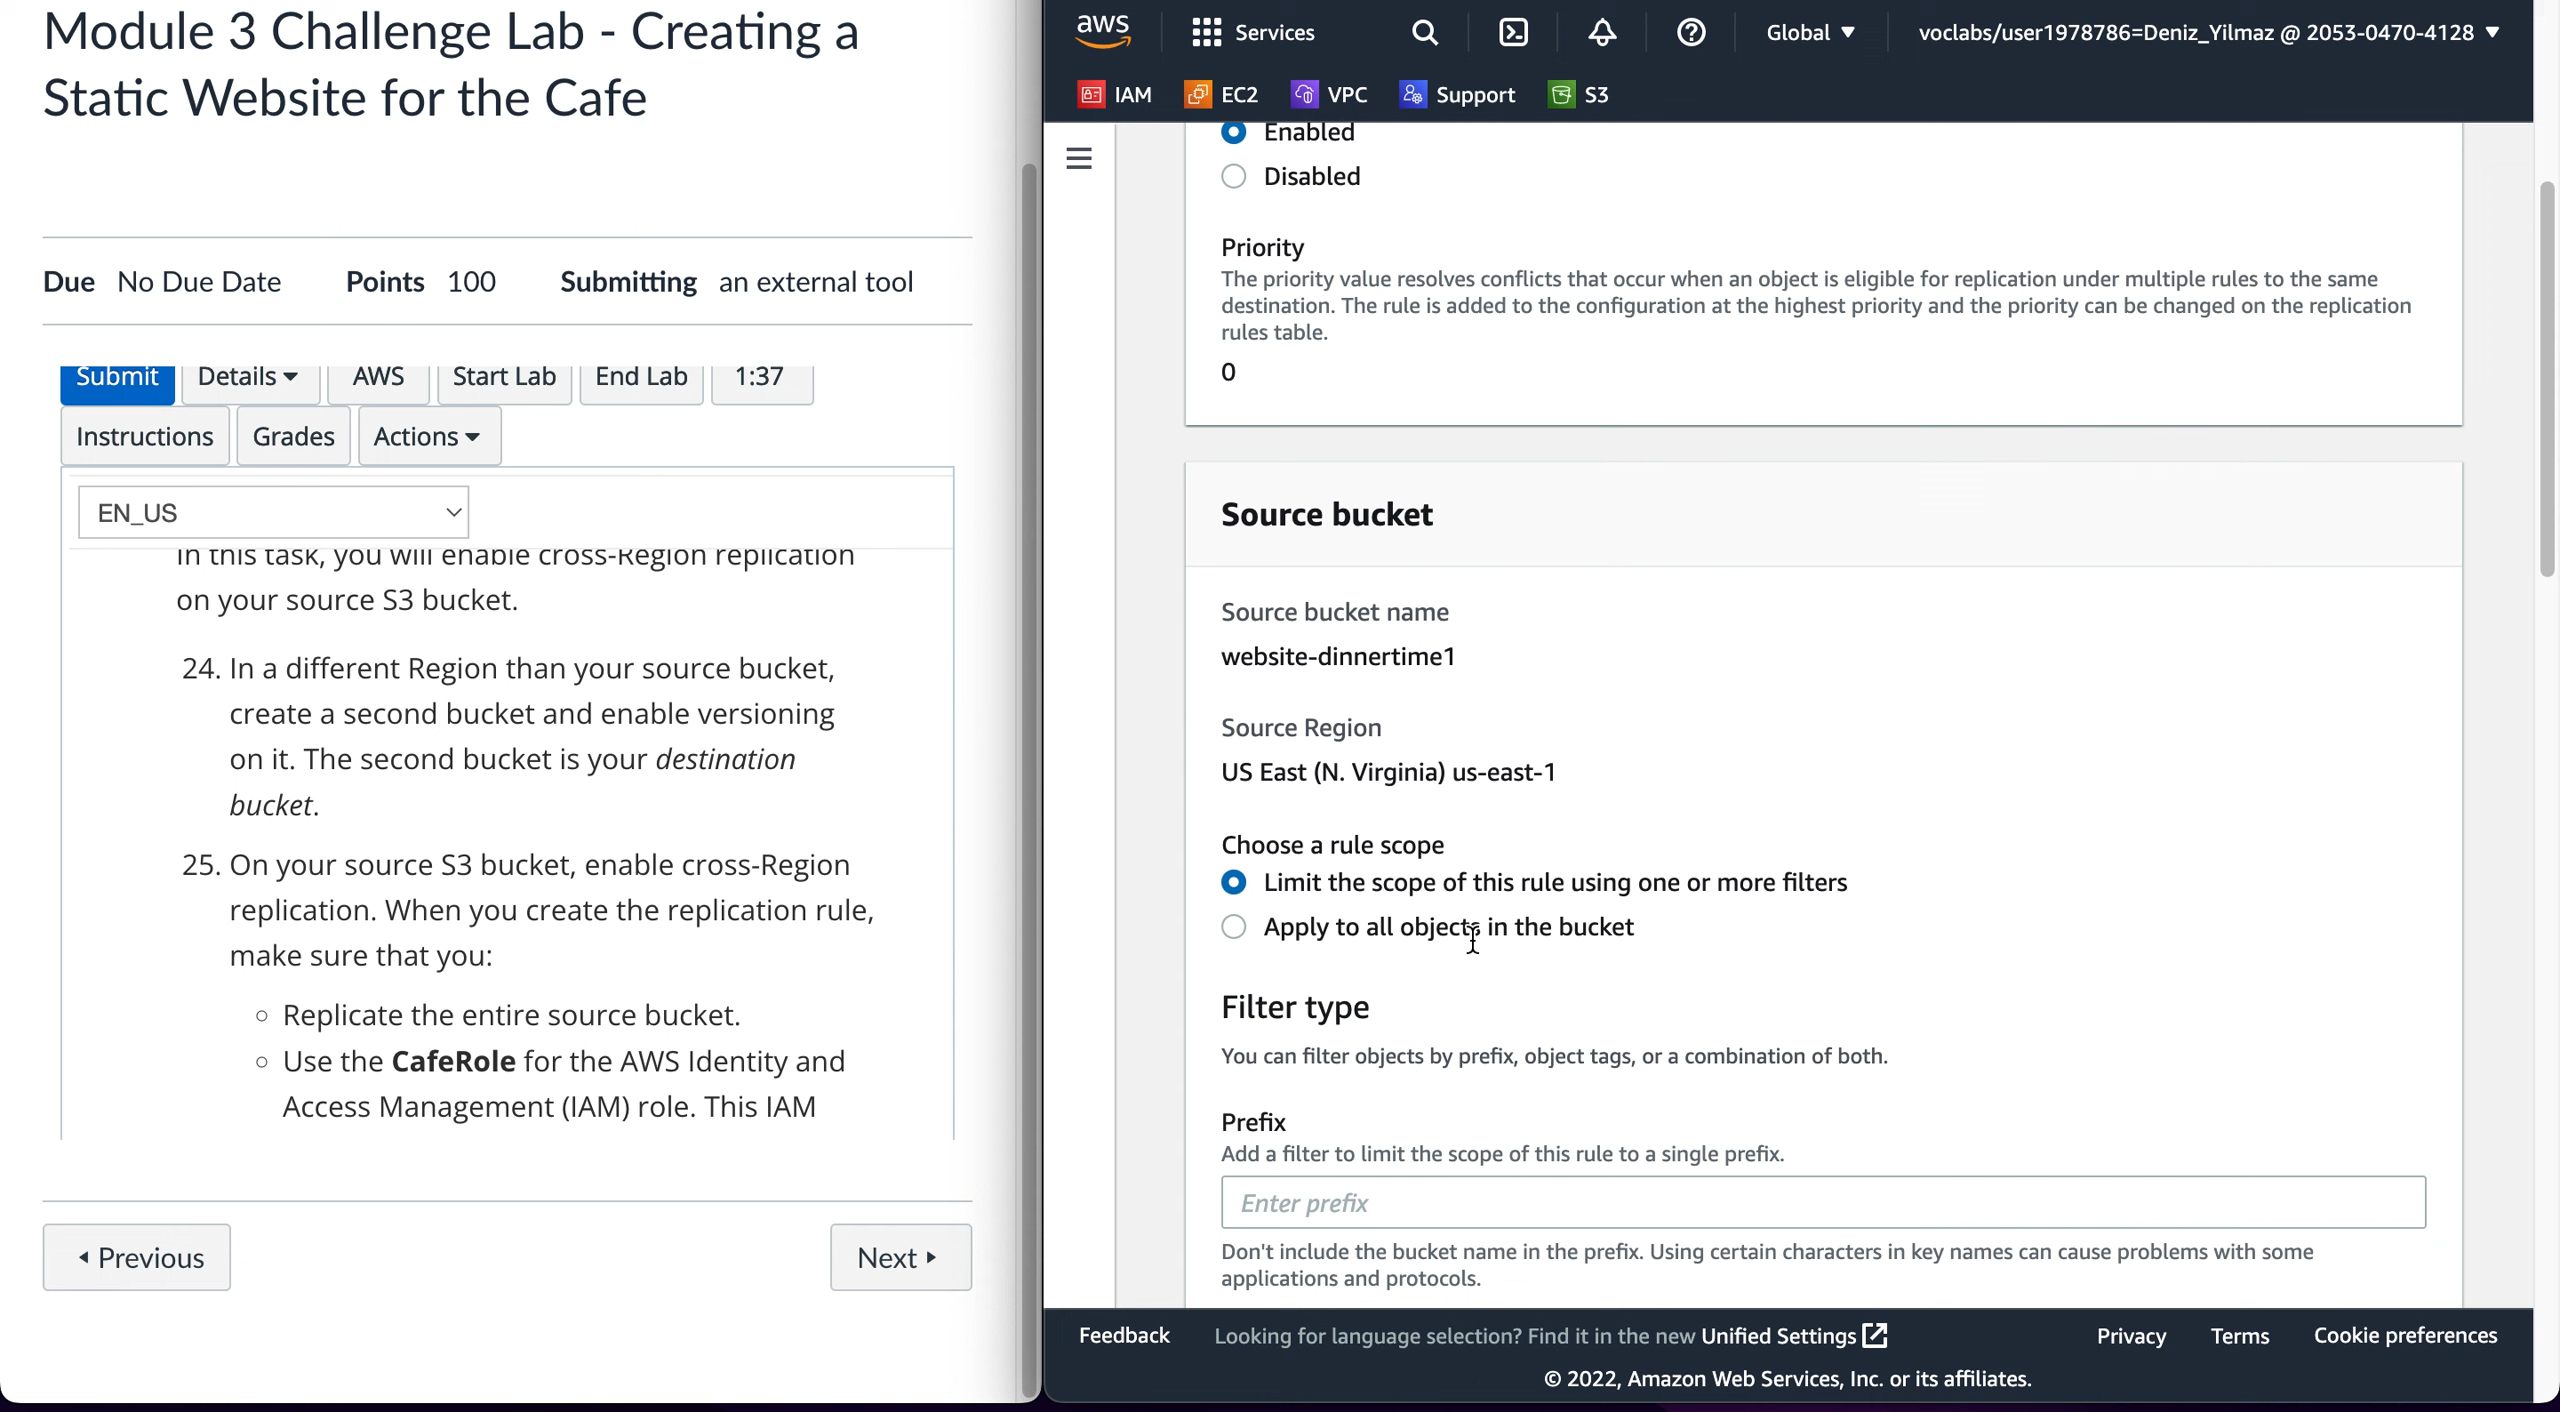 Module 3 Challenge Lab - Creating a
Static Website for the Cafe
Due No Due Date Points 100 Submitting an external tool
Submit Details AWS Start Lab End Lab 1:37
Instructions Grades Actions
EN_US
In this task, you will enable cross-Region replication
on your source S3 bucket.
24. In a different Region than your source bucket,
create a second bucket and enable versioning
on it. The second bucket is your destination
bucket.
25. On your source S3 bucket, enable cross-Region
replication. When you create the replication rule,
make sure that you:
Replicate the entire source bucket.
Use the CafeRole for the AWS Identity and
Access Management (IAM) role. This IAM
Previous Next
aws Services Global voclabs/user1978786=Deniz_Yilmaz @ 2053-0470-4128
IAM EC2 VPC Support S3
Enabled
Disabled
Priority
The priority value resolves conflicts that occur when an object is eligible for replication under multiple rules to the same
destination. The rule is added to the configuration at the highest priority and the priority can be changed on the replication
rules table.
0
Source bucket
Source bucket name
website-dinnertime1
Source Region
US East (N. Virginia) us-east-1
Choose a rule scope
Limit the scope of this rule using one or more filters
Apply to all objects in the bucket
Filter type
You can filter objects by prefix, object tags, or a combination of both.
Prefix
Add a filter to limit the scope of this rule to a single prefix.
Enter prefix
Don't include the bucket name in the prefix. Using certain characters in key names can cause problems with some
applications and protocols.
Feedback Looking for language selection? Find it in the new Unified Settings Privacy Terms Cookie preferences
© 2022, Amazon Web Services, Inc. or its affiliates.